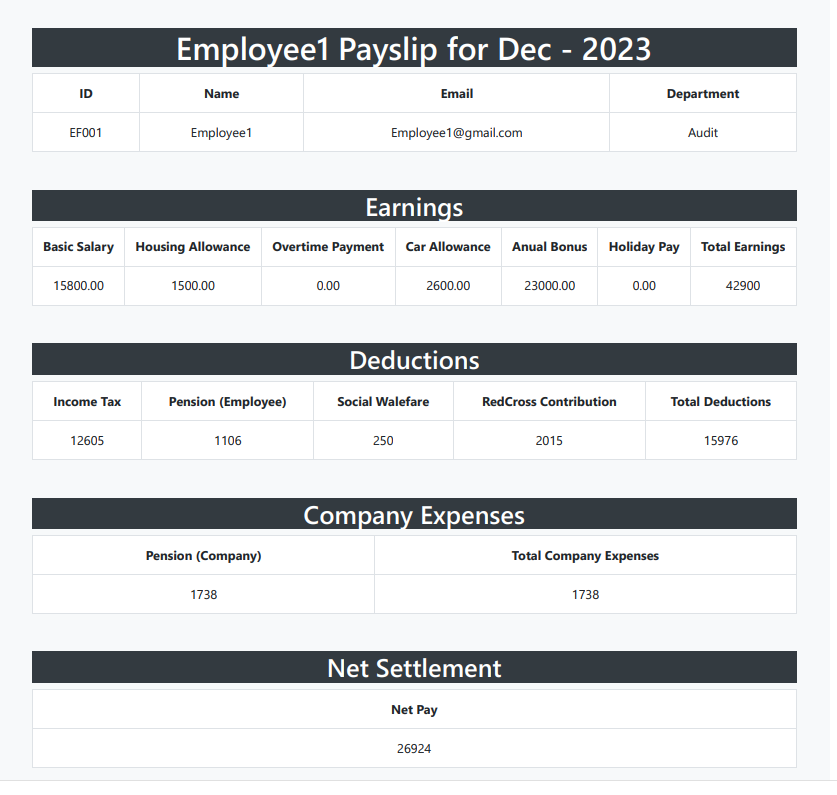 Employee1 Payslip for Dec - 2023
ID Name Email Department
EF001 Employee1 Employee1@gmail.com Audit
Earnings
Basic Salary Housing Allowance Overtime Payment Car Allowance Anual Bonus Holiday Pay Total Earnings
15800.00 1500.00 0.00 2600.00 23000.00 0.00 42900
Deductions
Income Tax Pension (Employee) Social Walefare RedCross Contribution Total Deductions
12605 1106 250 2015 15976
Company Expenses
Pension (Company) Total Company Expenses
1738 1738
Net Settlement
Net Pay
26924